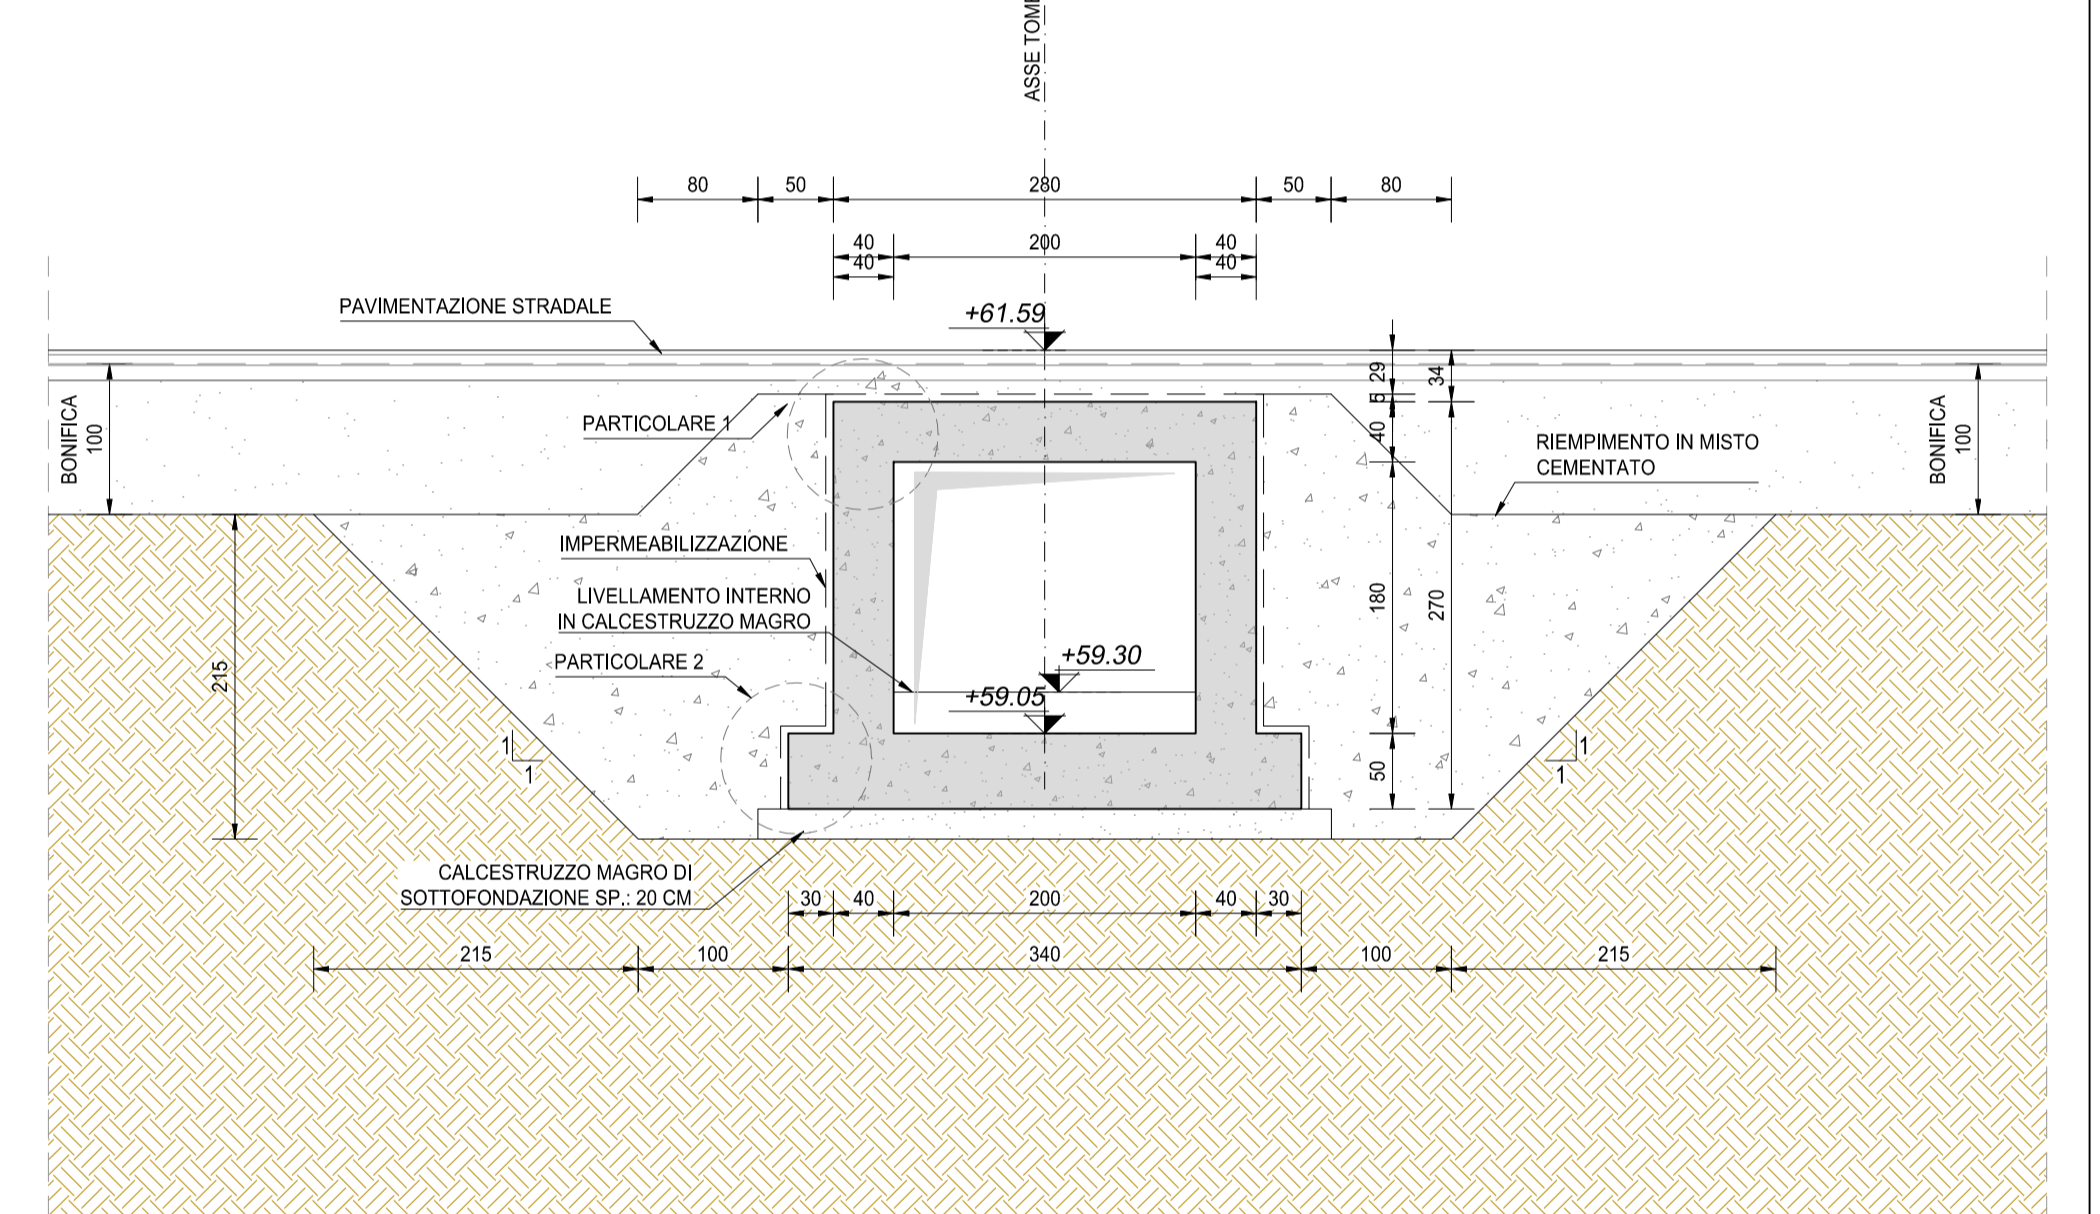 ASSE TOM
80 50 280 50 80
40 200 40
40 40
PAVIMENTAZIONE STRADALE
+61.59
29
34
5
BONIFICA
100
PARTICOLARE 1
40
RIEMPIMENTO IN MISTO
CEMENTATO
BONIFICA
100
IMPERMEABILIZZAZIONE
LIVELLAMENTO INTERNO
IN CALCESTRUZZO MAGRO
180
270
PARTICOLARE 2
+59.30
+59.05
215
1
1
1
1
50
CALCESTRUZZO MAGRO DI
SOTTOFONDAZIONE SP.: 20 CM
30 40 200 40 30
215 100 340 100 215